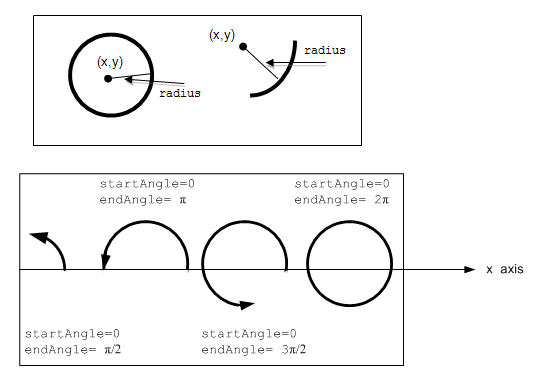 (x,y)
radius
(x,y)
radius
startAngle=0
endAngle= π
startAngle=0
endAngle= 2π
x axis
startAngle=0
endAngle= π/2
startAngle=0
endAngle= 3π/2